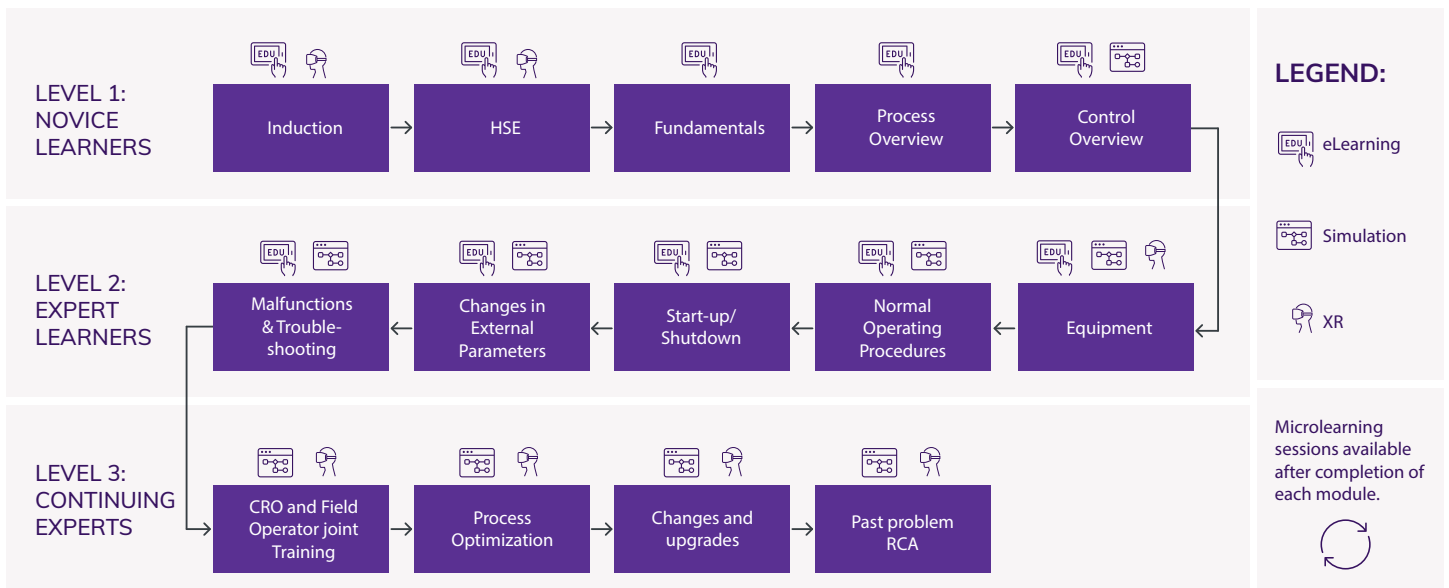 LEVEL 1:
NOVICE
LEARNERS
EDU
Induction
EDU
HSE
EDU
Fundamentals
EDU
Process
Overview
EDU
Control
Overview
LEVEL 2:
EXPERT
LEARNERS
EDU
Malfunctions
& Trouble-
shooting
EDU
Changes in
External
Parameters
EDU
Start-up/
Shutdown
EDU
Normal
Operating
Procedures
EDU
Equipment
LEVEL 3:
CONTINUING
EXPERTS
CRO and Field
Operator joint
Training
Process
Optimization
Changes and
upgrades
Past problem
RCA
LEGEND:
EDU
eLearning
Simulation
XR
Microlearning
sessions available
after completion of
each module.